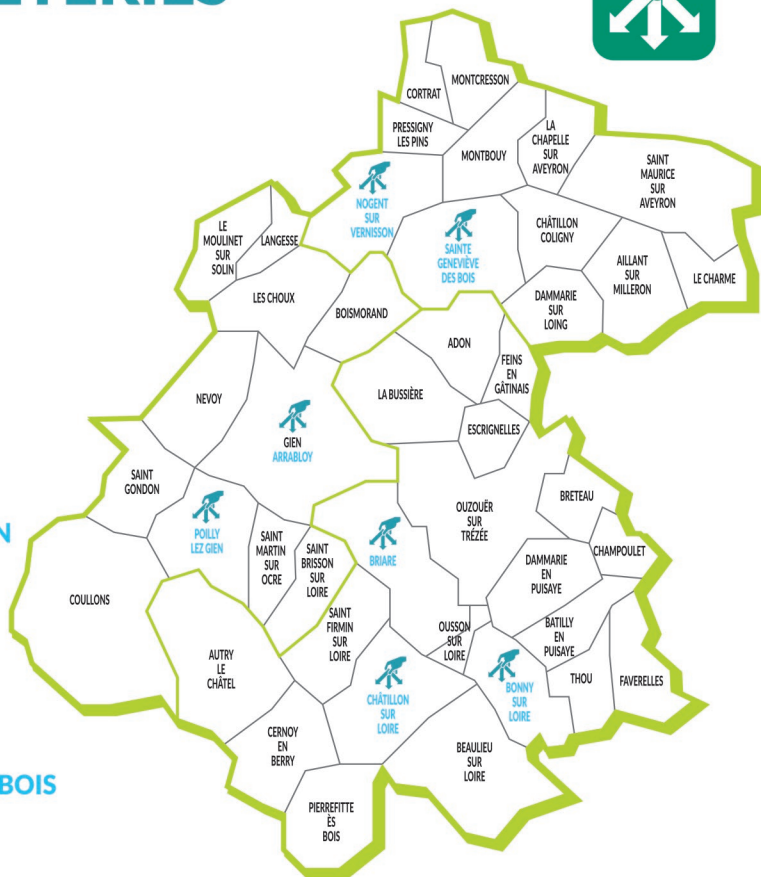 ÈTERIES
MONTCRESSON
CORTRAT
PRESSIGNY
LES PINS
MONTBOUY
LA
CHAPELLE
SUR
AVEYRON
SAINT
MAURICE
SUR
AVEYRON
NOGENT
SUR
VERNISSON
SAINTE
GENEVIÈVE
DES BOIS
CHÂTILLON
COLIGNY
AILLANT
SUR
MILLERON
LE CHARME
LE
MOULINET
SUR
SOLIN
LANGESSE
LES CHOUX
BOISMORAND
DAMMARIE
SUR
LOING
ADON
FEINS
EN
GÂTINAIS
LA BUSSIÈRE
NEVOY
GIEN
ARRABLOY
ESCRIGNELLES
SAINT
GONDON
OUZOUËR
SUR
TRÉZÉE
BRETEAU
N
POILLY
LEZ GIEN
SAINT
MARTIN
SUR
OCRE
SAINT
BRISSON
SUR
LOIRE
BRIARE
CHAMPOULET
DAMMARIE
EN
PUISAYE
COULLONS
SAINT
FIRMIN
SUR
LOIRE
OUSSON
SUR
LOIRE
BATILLY
EN
PUISAYE
AUTRY
LE
CHÂTEL
CHÂTILLON
SUR
LOIRE
BONNY
SUR
LOIRE
THOU
FAVERELLES
CERNOY
EN
BERRY
BEAULIEU
SUR
LOIRE
BOIS
PIERREFITTE
ÈS
BOIS